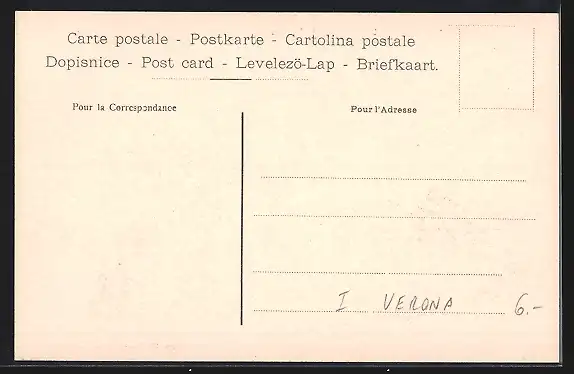 Carte postale - Postkarte - Cartolina postale
Dopisnice - Post card - Levelezö-Lap - Briefkaart.
Pour la Correspondance
Pour l'Adresse
I VERONA 6.-